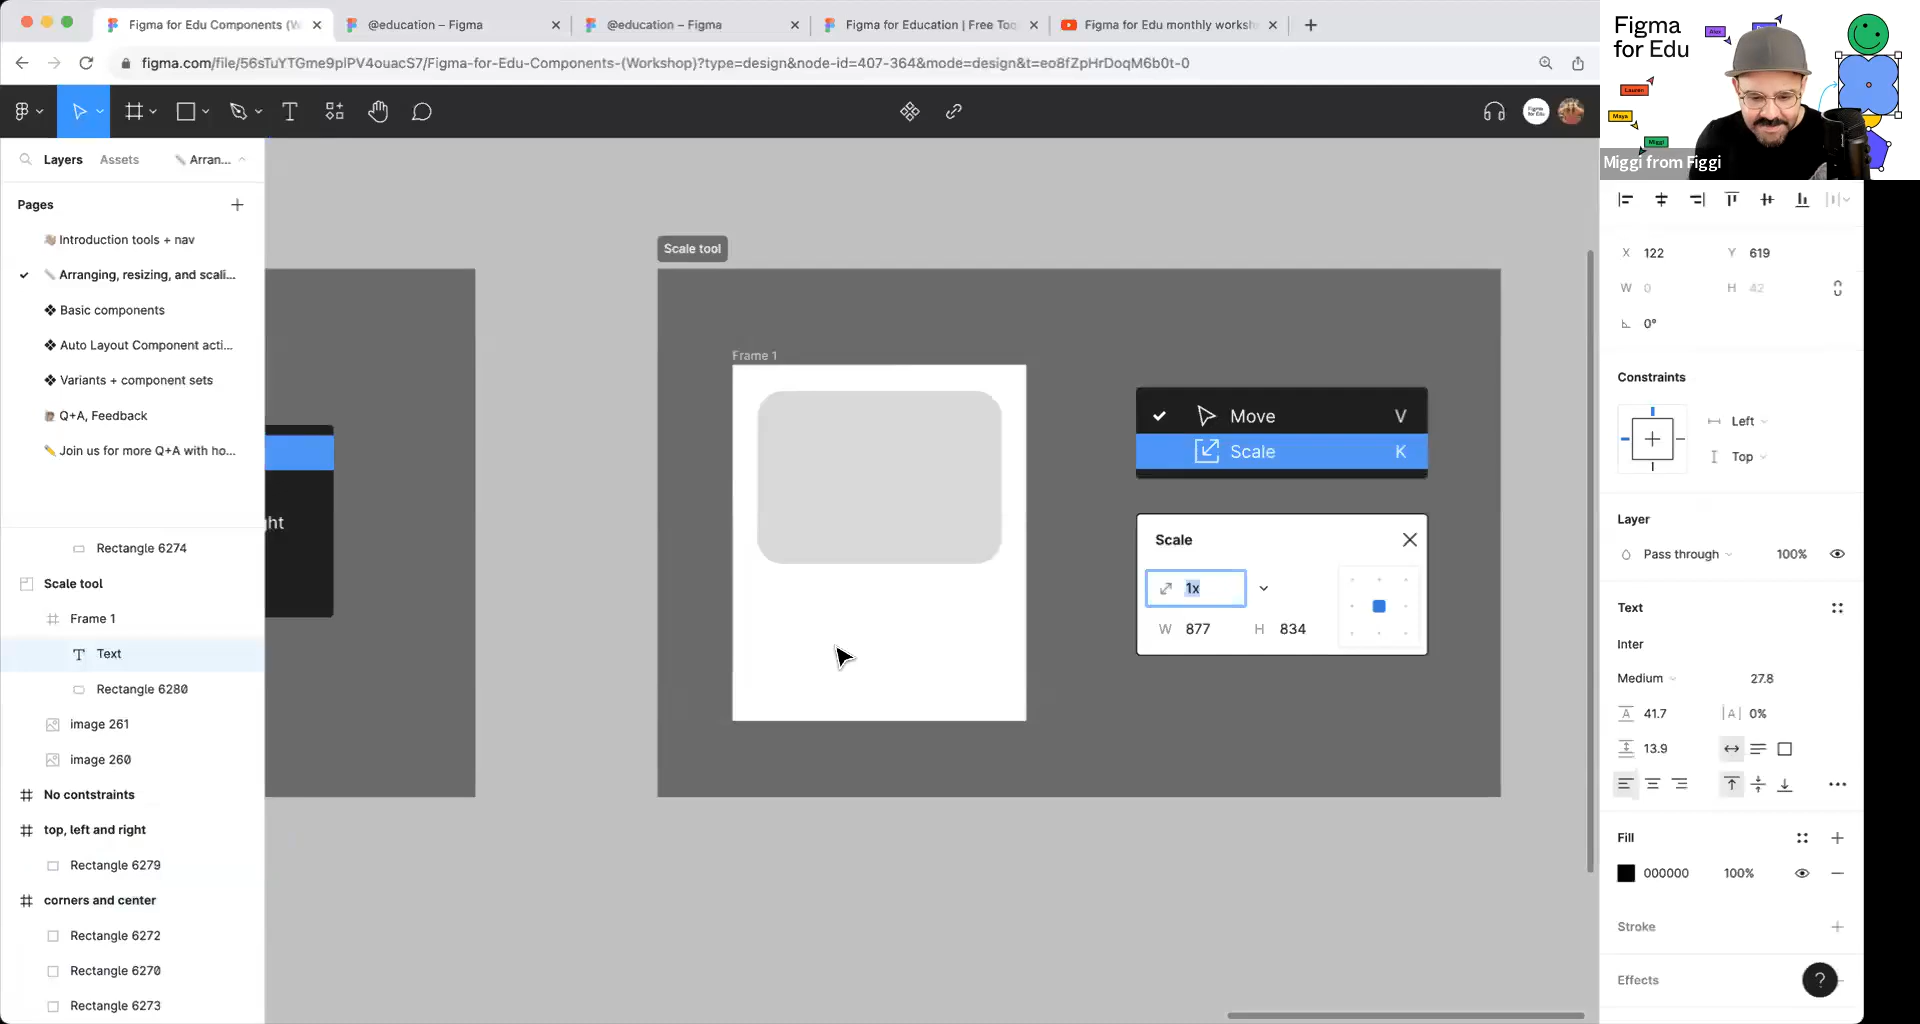 Figma for Edu Components (W
@education – Figma
@education – Figma
Figma for Education | Free Too
Figma for Edu monthly worksh
figma.com/file/56sTuYTGme9plPV4ouacS7/Figma-for-Edu-Components-(Workshop)?type=design&node-id=407-364&mode=design&t=eo8fZpHrDoqM6b0t-0
Figma
for Edu
Alex
Lauren
Maya
Miggi
Miggi from Figgi
Layers
Assets
Arran...
Pages
Introduction tools + nav
Arranging, resizing, and scali...
Basic components
Auto Layout Component acti...
Variants + component sets
Q+A, Feedback
Join us for more Q+A with ho...
Rectangle 6274
Scale tool
Frame 1
Text
Rectangle 6280
image 261
image 260
No contstraints
top, left and right
Rectangle 6279
corners and center
Rectangle 6272
Rectangle 6270
Rectangle 6273
ht
Scale tool
Frame 1
Move V
Scale K
Scale
1x
W 877 H 834
X 122 Y 619
W 0 H 42
0°
Constraints
Left
Top
Layer
Pass through 100%
Text
Inter
Medium 27.8
41.7 |A| 0%
13.9
Fill
000000 100%
Stroke
Effects
?